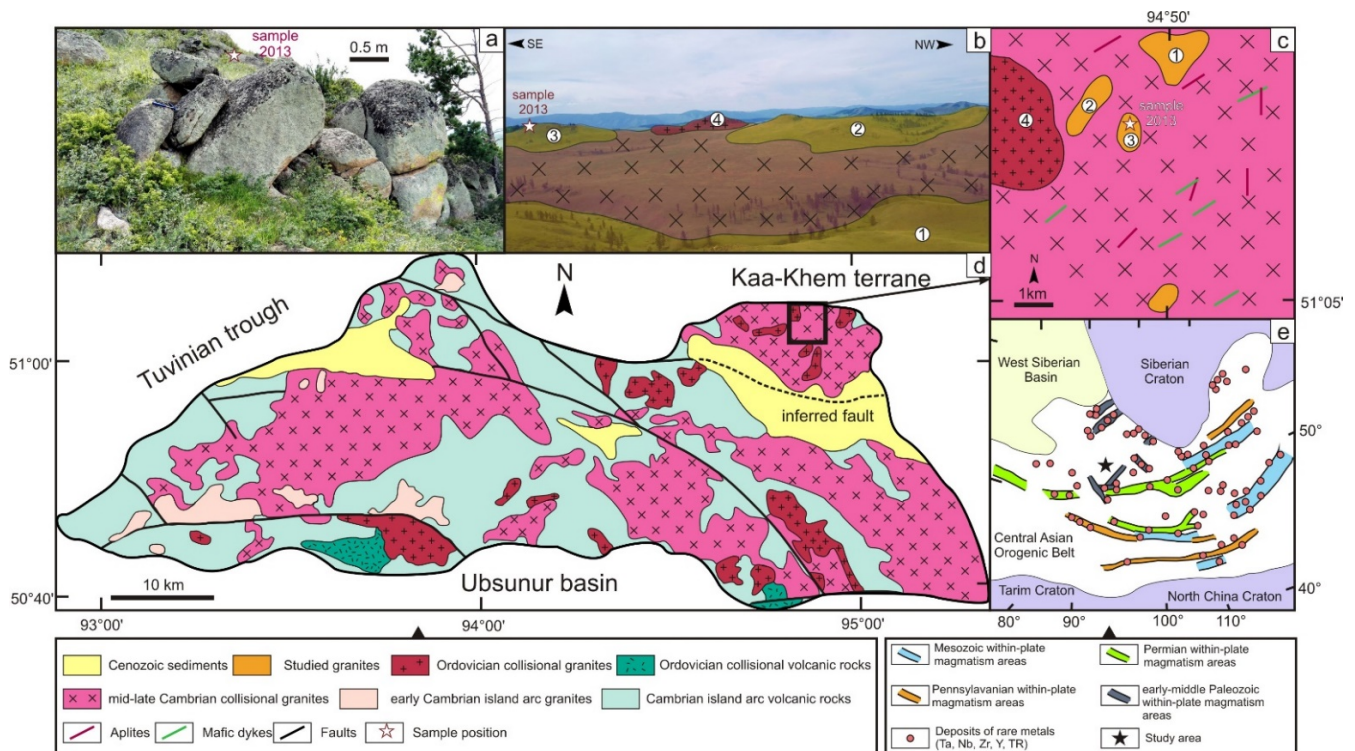 sample
2013
0.5 m
a
SE
NW
b
sample
2013
3
4
2
1
94°50'
c
1
2
sample
2013
3
4
N
1km
51°05'
d
Kaa-Khem terrane
N
Tuvinian trough
51°00'
inferred fault
Ubsunur basin
10 km
50°40'
93°00'
94°00'
95°00'
e
West Siberian
Basin
Siberian
Craton
50°
Central Asian
Orogenic Belt
Tarim Craton
North China Craton
40°
80°
90°
100°
110°
Cenozoic sediments
Studied granites
Ordovician collisional granites
Ordovician collisional volcanic rocks
mid-late Cambrian collisional granites
early Cambrian island arc granites
Cambrian island arc volcanic rocks
Aplites
Mafic dykes
Faults
Sample position
Mesozoic within-plate
magmatism areas
Permian within-plate
magmatism areas
Pennsylavanian within-plate
magmatism areas
early-middle Paleozoic
within-plate magmatism
areas
Deposits of rare metals
(Ta, Nb, Zr, Y, TR)
Study area